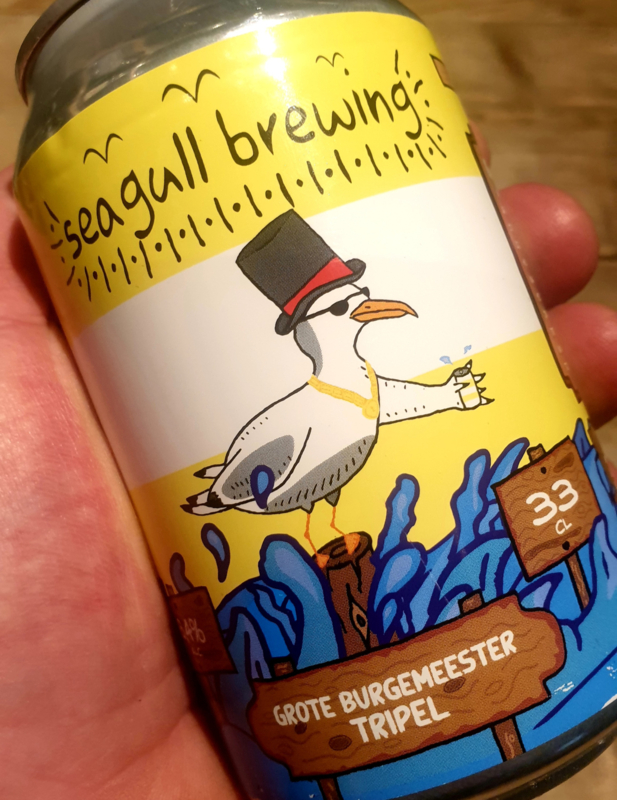 seagull brewing
33
CL
GROTE BURGEMEESTER
TRIPEL